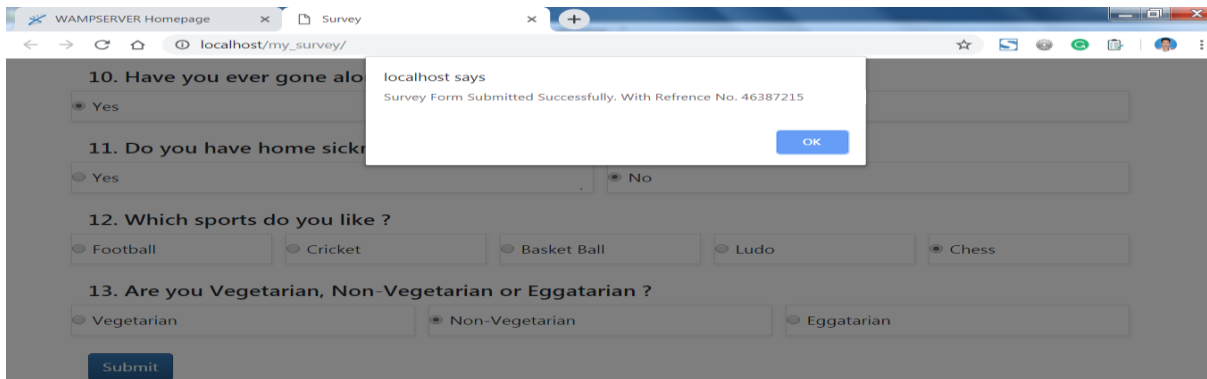 WAMPSERVER Homepage
Survey
localhost/my_survey/
10. Have you ever gone alo
localhost says
Survey Form Submitted Successfully. With Refrence No. 46387215
OK
Yes
11. Do you have home sick
Yes
No
12. Which sports do you like ?
Football
Cricket
Basket Ball
Ludo
Chess
13. Are you Vegetarian, Non-Vegetarian or Eggatarian ?
Vegetarian
Non-Vegetarian
Eggatarian
Submit